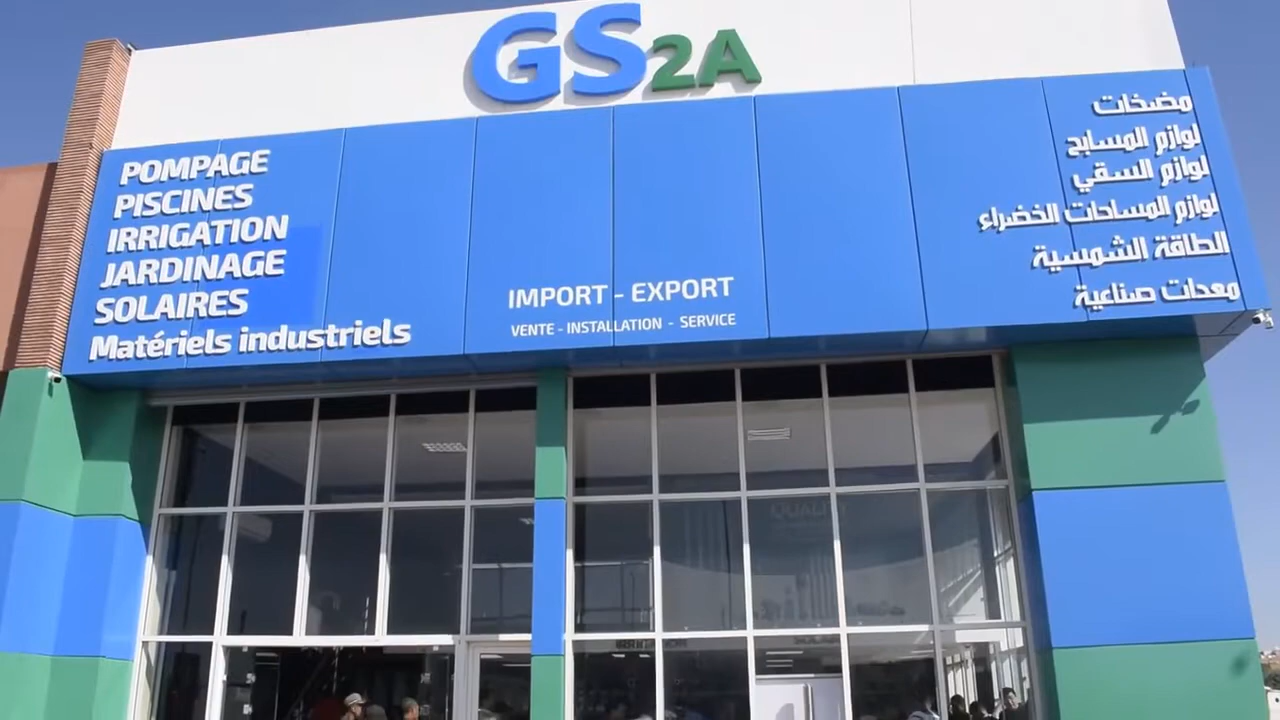 GS2A
POMPAGE
PISCINES
IRRIGATION
JARDINAGE
SOLAIRES
Matériels industriels
IMPORT - EXPORT
VENTE - INSTALLATION - SERVICE
مضخات
لوازم المسابح
لوازم السقي
لوازم المساحات الخضراء
الطاقة الشمسية
معدات صناعية
QUALITY